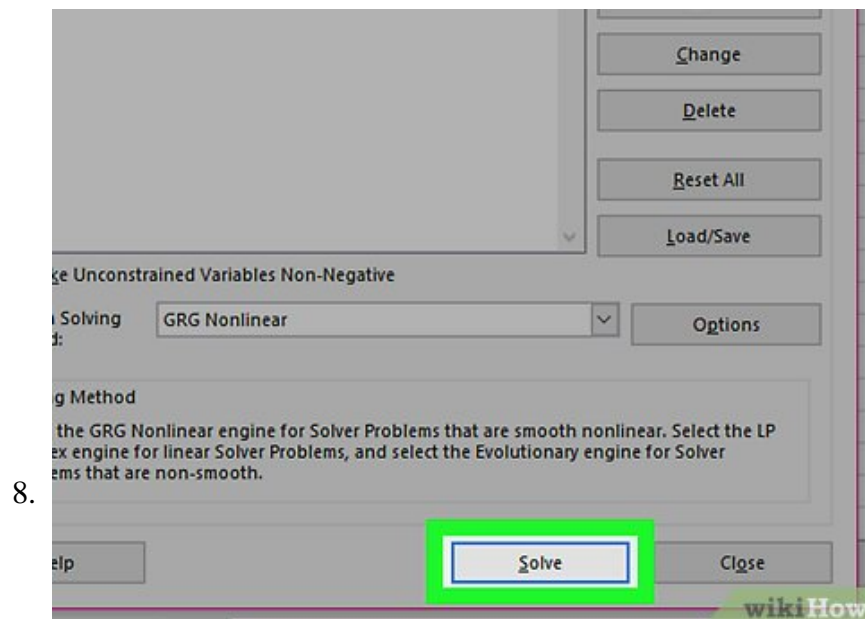 Change
Delete
Reset All
Load/Save
ke Unconstrained Variables Non-Negative
Solving
GRG Nonlinear
Options
d:
g Method
the GRG Nonlinear engine for Solver Problems that are smooth nonlinear. Select the LP
ex engine for linear Solver Problems, and select the Evolutionary engine for Solver
ems that are non-smooth.
8.
elp
Solve
Close
wikiHow